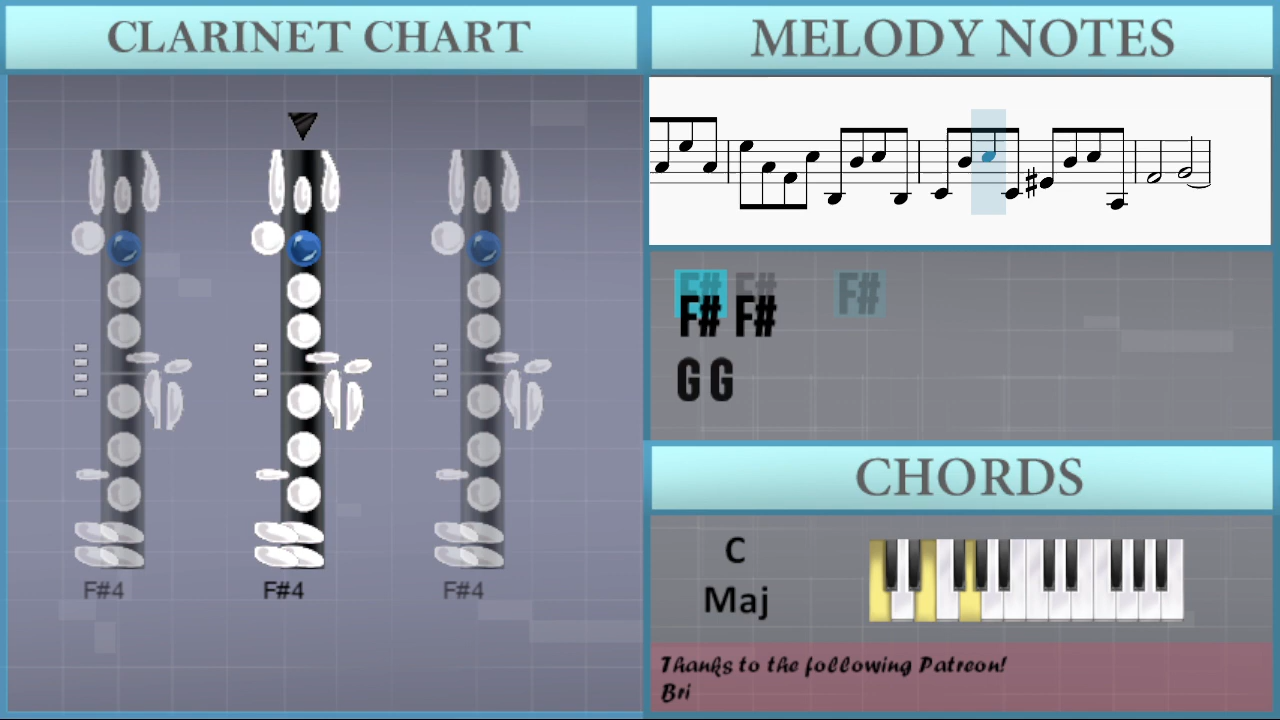 CLARINET CHART
F#4 F#4 F#4
MELODY NOTES
F# F# F#
F# F#
G G
CHORDS
C
Maj
Thanks to the following Patreon!
Bri